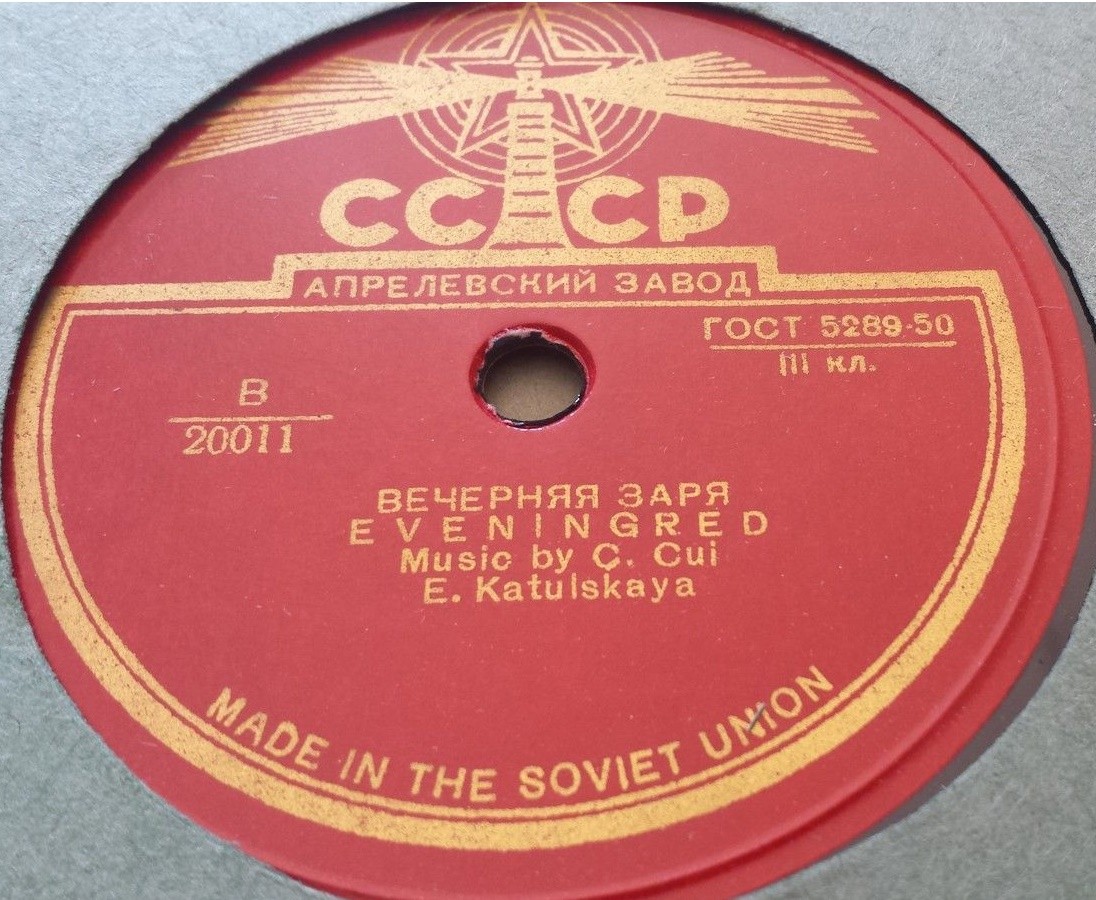 СССР
АПРЕЛЕВСКИЙ ЗАВОД
ГОСТ 5289-50
III кл.
В
20011
ВЕЧЕРНЯЯ ЗАРЯ
EVENINGRED
Music by C. Cui
E. Katulskaya
MADE IN THE SOVIET UNION